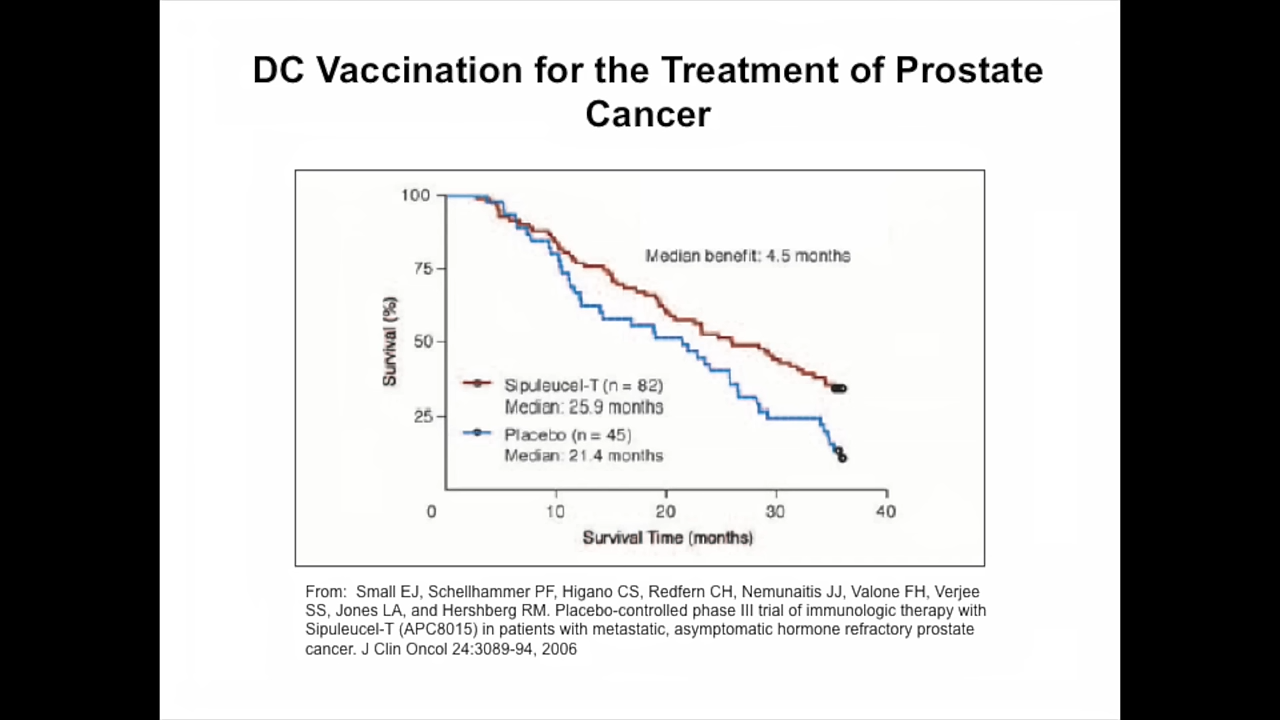 DC Vaccination for the Treatment of Prostate
Cancer
100
75
50
25
0
10
20
30
40
Survival (%)
Survival Time (months)
Median benefit: 4.5 months
Sipuleucel-T (n = 82)
Median: 25.9 months
Placebo (n = 45)
Median: 21.4 months
From:  Small EJ, Schellhammer PF, Higano CS, Redfern CH, Nemunaitis JJ, Valone FH, Verjee
SS, Jones LA, and Hershberg RM. Placebo-controlled phase III trial of immunologic therapy with
Sipuleucel-T (APC8015) in patients with metastatic, asymptomatic hormone refractory prostate
cancer. J Clin Oncol 24:3089-94, 2006